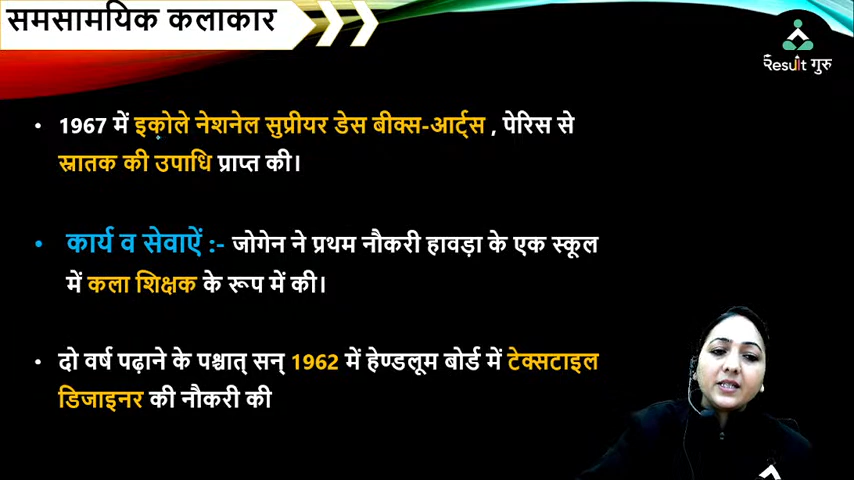 समसामयिक कलाकार
Result गुरु
• 1967 में इकोले नेशनेल सुप्रीयर डेस बीक्स-आर्ट्स , पेरिस से
स्नातक की उपाधि प्राप्त की।
• कार्य व सेवाऐं :- जोगेन ने प्रथम नौकरी हावड़ा के एक स्कूल
में कला शिक्षक के रूप में की।
• दो वर्ष पढ़ाने के पश्चात् सन् 1962 में हेण्डलूम बोर्ड में टेक्सटाइल
डिजाइनर की नौकरी की